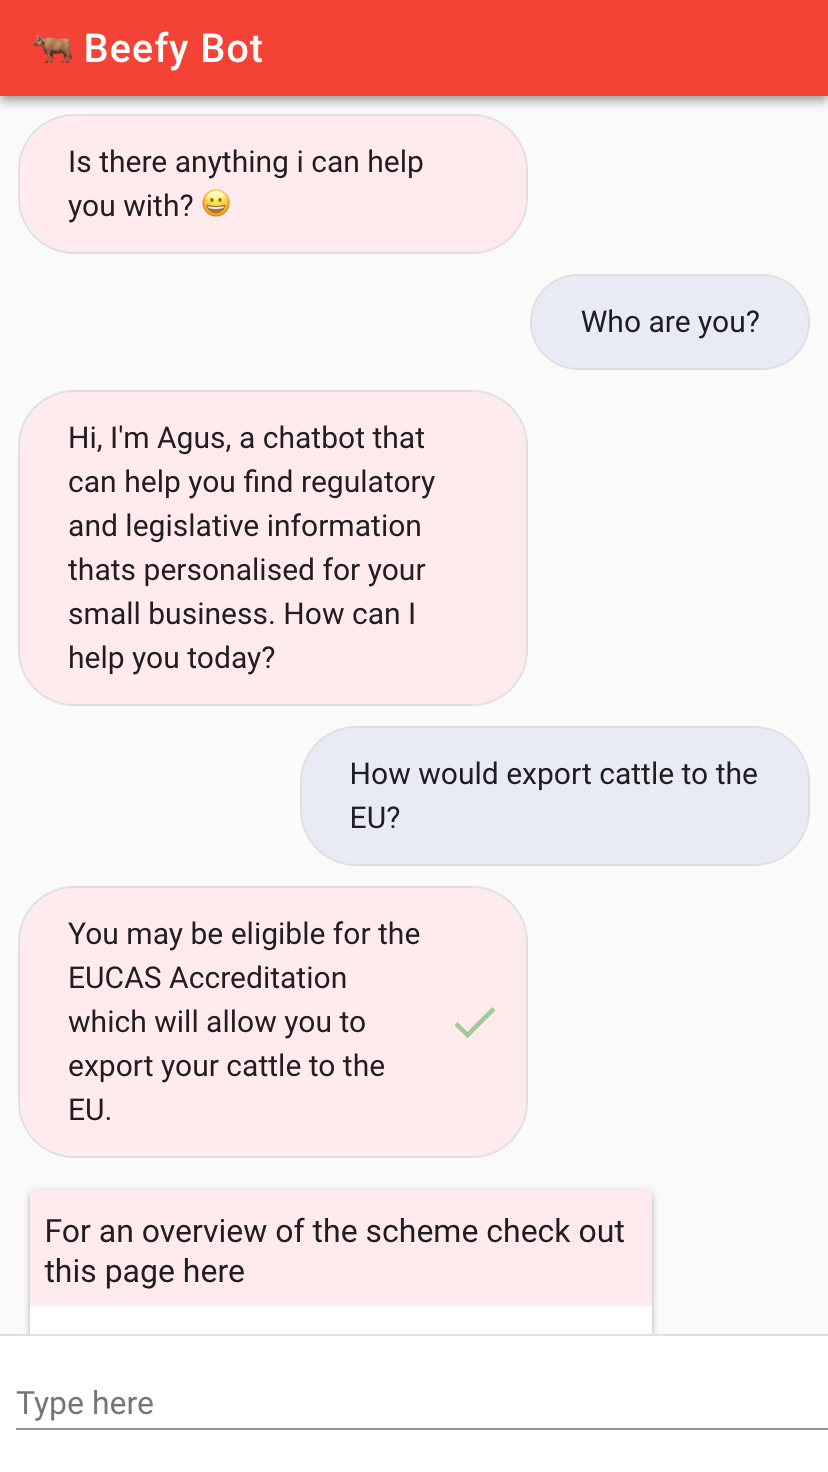 🐂 Beefy Bot
Is there anything i can help
you with? 😀
Who are you?
Hi, I'm Agus, a chatbot that
can help you find regulatory
and legislative information
thats personalised for your
small business. How can I
help you today?
How would export cattle to the
EU?
You may be eligible for the
EUCAS Accreditation
which will allow you to
export your cattle to the
EU.
For an overview of the scheme check out
this page here
Type here